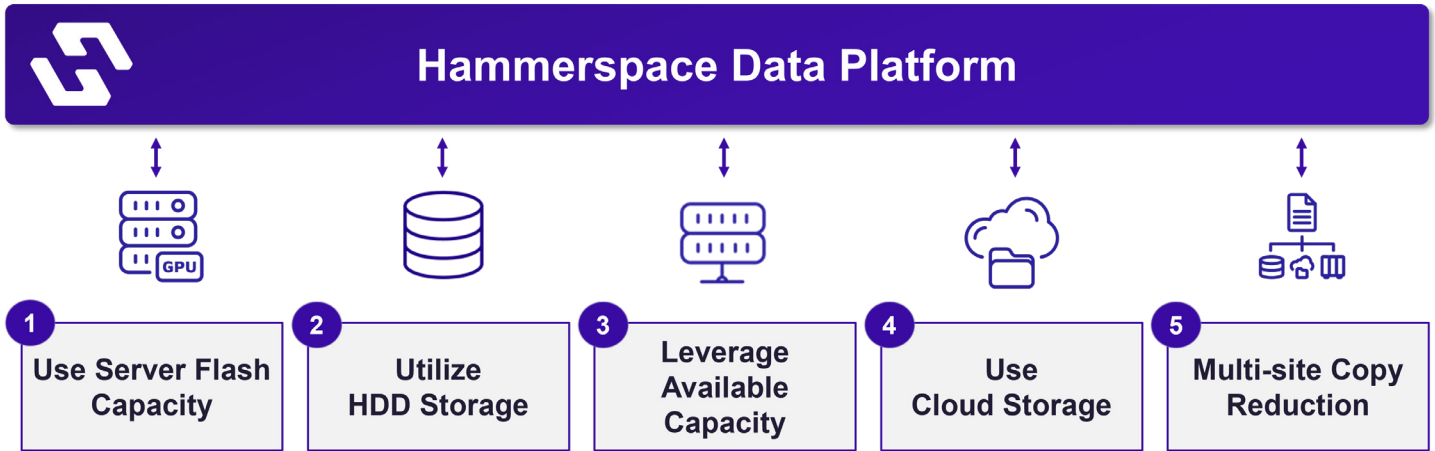 Hammerspace Data Platform
GPU
1
Use Server Flash
Capacity
2
Utilize
HDD Storage
3
Leverage
Available
Capacity
4
Use
Cloud Storage
5
Multi-site Copy
Reduction